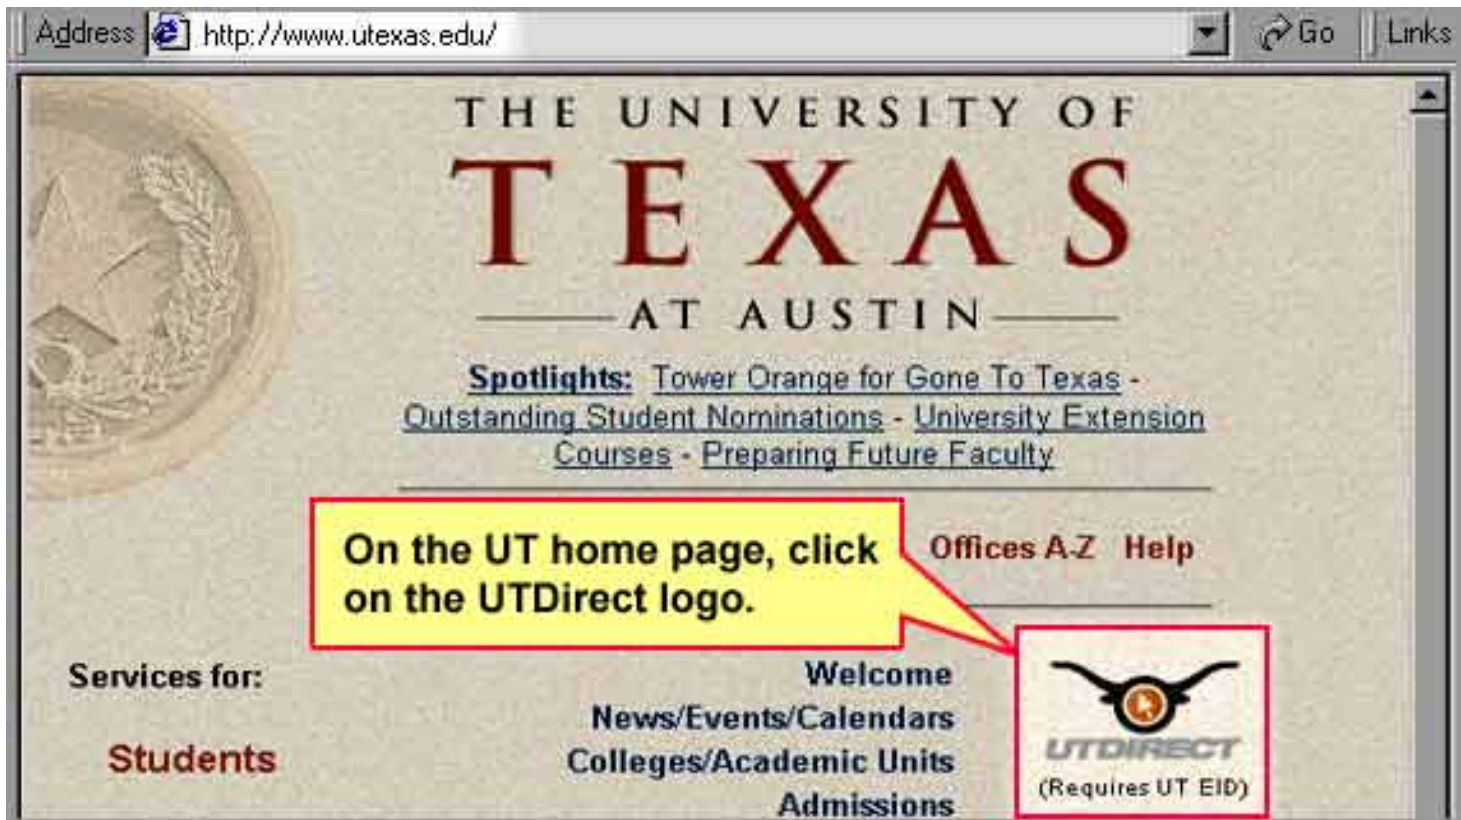 Address http://www.utexas.edu/ Go Links
THE UNIVERSITY OF
TEXAS
AT AUSTIN
Spotlights: Tower Orange for Gone To Texas -
Outstanding Student Nominations - University Extension
Courses - Preparing Future Faculty
On the UT home page, click
on the UTDirect logo.
Offices A-Z Help
Services for:
Students
Welcome
News/Events/Calendars
Colleges/Academic Units
Admissions
UTDIRECT
(Requires UT EID)